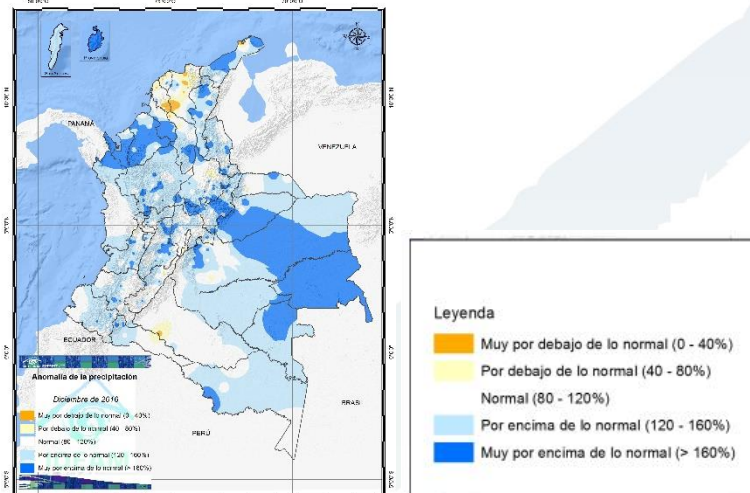 PANAMÁ
VENEZUELA
ECUADOR
PERÚ
Anomalía de la precipitación
Diciembre de 2010
Muy por debajo de lo normal (0 - 40%)
Por debajo de lo normal (40 - 80%)
Normal (80 - 120%)
Por encima de lo normal (120 - 160%)
Muy por encima de lo normal (> 160%)
Leyenda
Muy por debajo de lo normal (0 - 40%)
Por debajo de lo normal (40 - 80%)
Normal (80 - 120%)
Por encima de lo normal (120 - 160%)
Muy por encima de lo normal (> 160%)